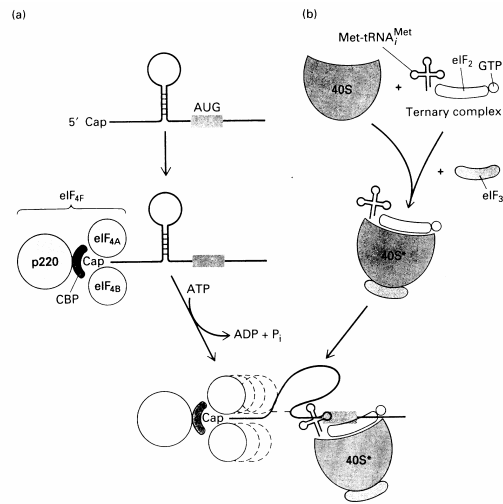 (a)
AUG
5′ Cap
eIF4F
eIF4A
p220
Cap
eIF4B
CBP
ATP
ADP + Pi
(b)
Met-tRNAiMet
eIF2
GTP
40S
+
Ternary complex
+
eIF3
40S*
Cap
40S*